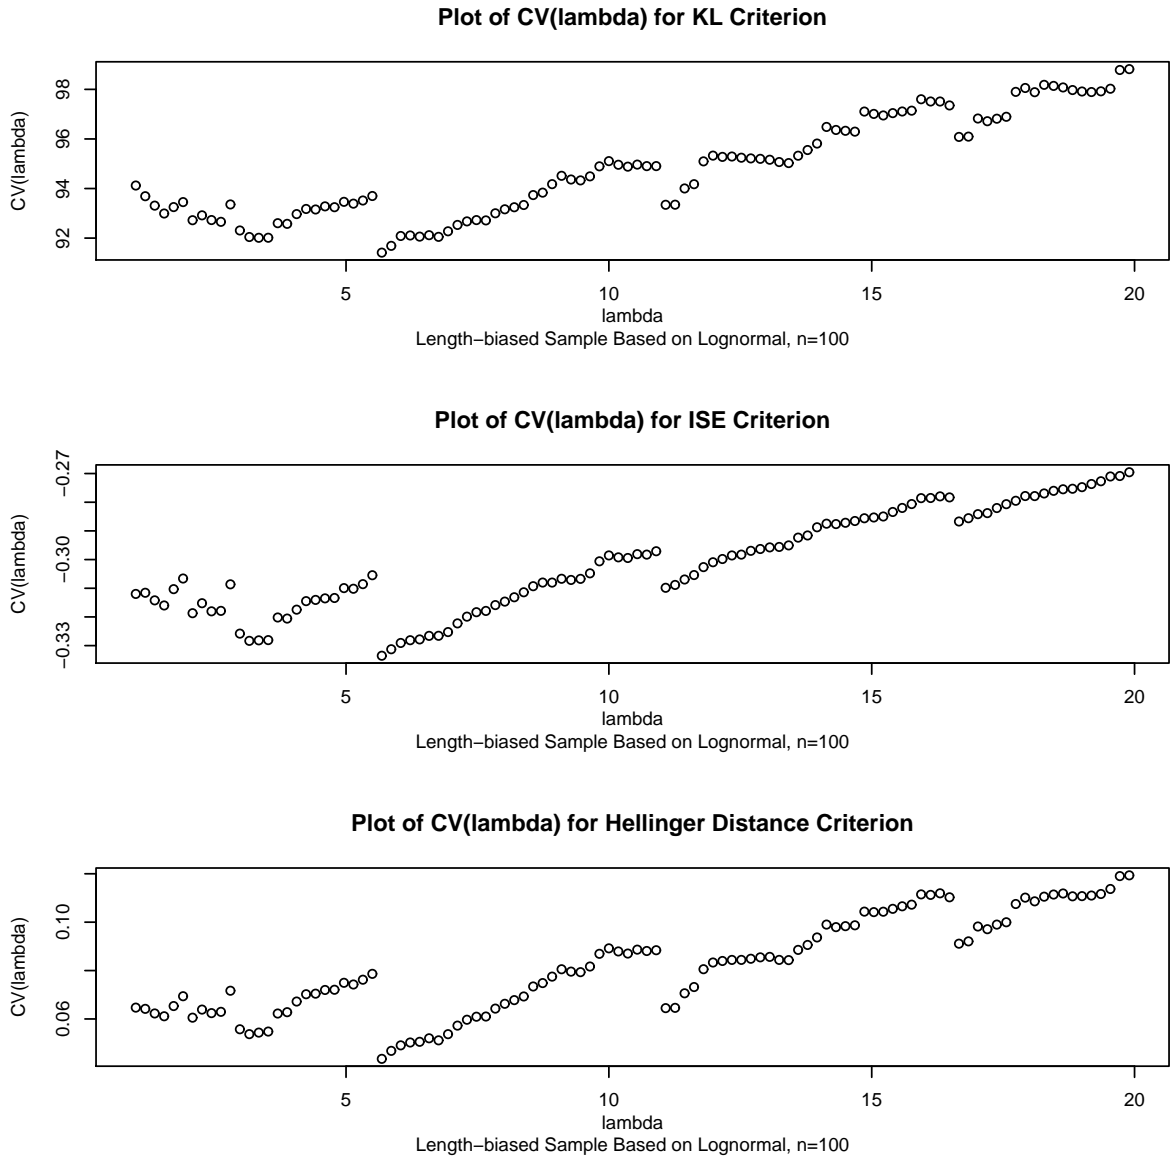 Plot of CV(lambda) for KL Criterion
CV(lambda)
98
96
94
92
5 10 15 20
lambda
Length−biased Sample Based on Lognormal, n=100
Plot of CV(lambda) for ISE Criterion
CV(lambda)
−0.27
−0.30
−0.33
5 10 15 20
lambda
Length−biased Sample Based on Lognormal, n=100
Plot of CV(lambda) for Hellinger Distance Criterion
CV(lambda)
0.10
0.06
5 10 15 20
lambda
Length−biased Sample Based on Lognormal, n=100